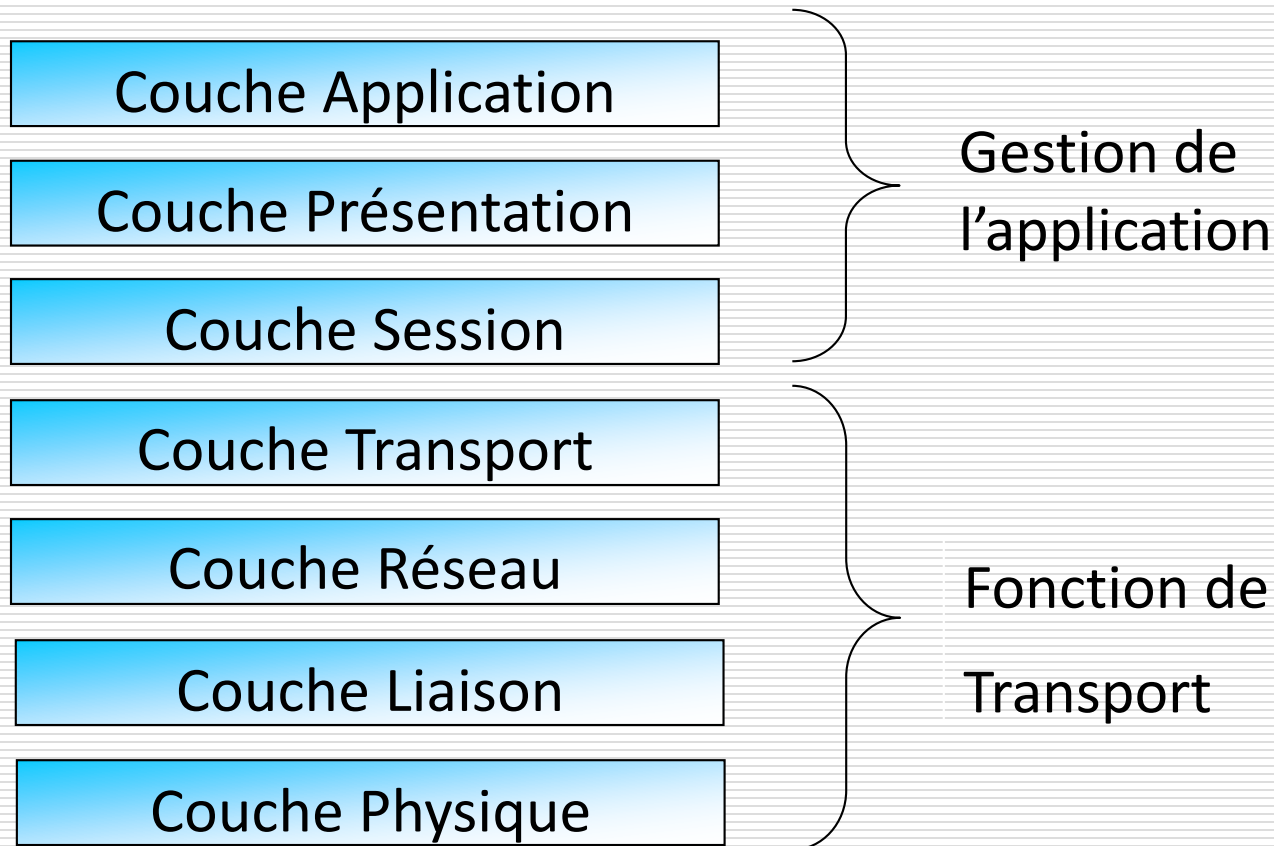 Couche Application
Couche Présentation
Couche Session
Gestion de
l’application
Couche Transport
Couche Réseau
Couche Liaison
Couche Physique
Fonction de
Transport